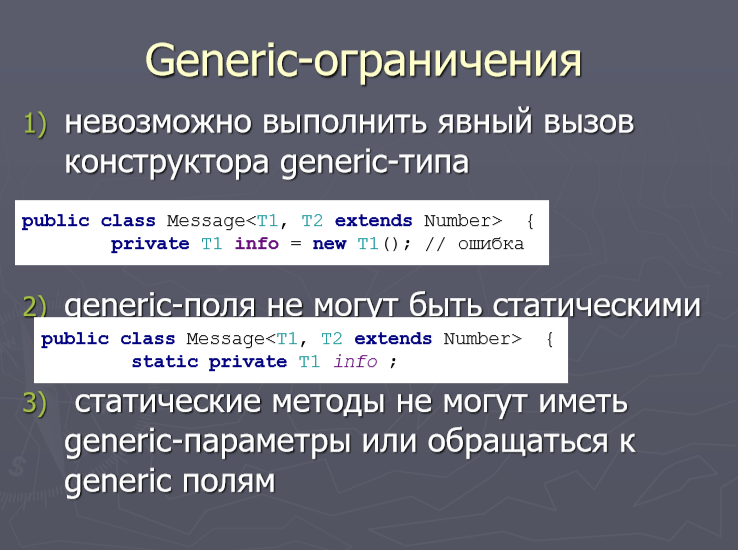 Generic-ограничения
1) невозможно выполнить явный вызов
конструктора generic-типа
public class Message<T1, T2 extends Number> {
private T1 info = new T1(); // ошибка
2) generic-поля не могут быть статическими
public class Message<T1, T2 extends Number> {
static private T1 info ;
3) статические методы не могут иметь
generic-параметры или обращаться к
generic полям